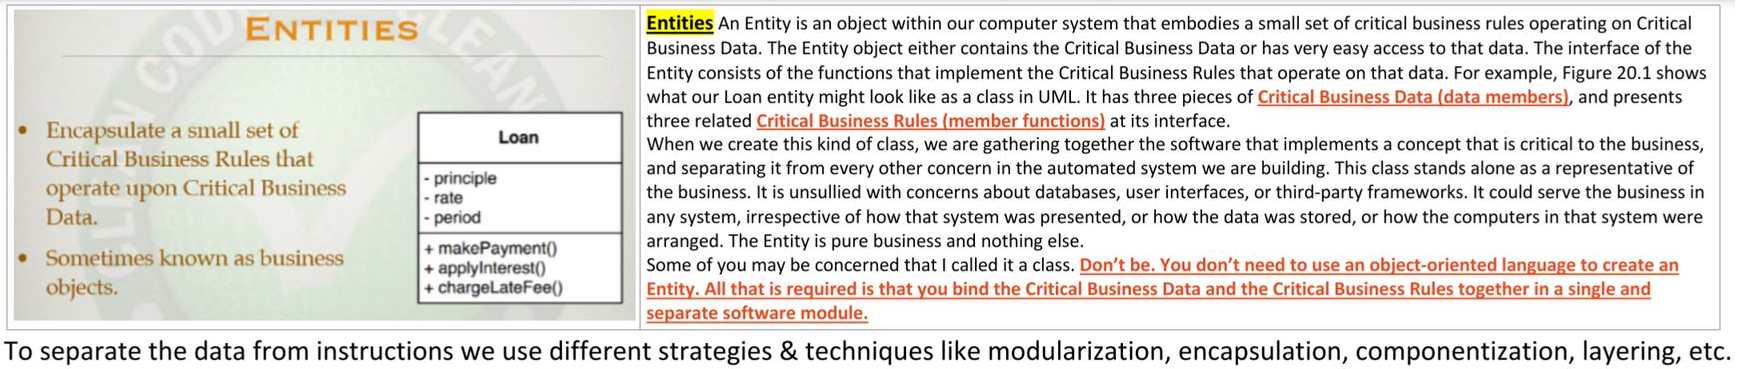 ENTITIES
• Encapsulate a small set of
Critical Business Rules that
operate upon Critical Business
Data.
• Sometimes known as business
objects.
Loan
- principle
- rate
- period
+ makePayment()
+ applyInterest()
+ chargeLateFee()
CLEAN CODE
CLEAN
Entities An Entity is an object within our computer system that embodies a small set of critical business rules operating on Critical
Business Data. The Entity object either contains the Critical Business Data or has very easy access to that data. The interface of the
Entity consists of the functions that implement the Critical Business Rules that operate on that data. For example, Figure 20.1 shows
what our Loan entity might look like as a class in UML. It has three pieces of Critical Business Data (data members), and presents
three related Critical Business Rules (member functions) at its interface.
When we create this kind of class, we are gathering together the software that implements a concept that is critical to the business,
and separating it from every other concern in the automated system we are building. This class stands alone as a representative of
the business. It is unsullied with concerns about databases, user interfaces, or third-party frameworks. It could serve the business in
any system, irrespective of how that system was presented, or how the data was stored, or how the computers in that system were
arranged. The Entity is pure business and nothing else.
Some of you may be concerned that I called it a class. Don’t be. You don’t need to use an object-oriented language to create an
Entity. All that is required is that you bind the Critical Business Data and the Critical Business Rules together in a single and
separate software module.
To separate the data from instructions we use different strategies & techniques like modularization, encapsulation, componentization, layering, etc.